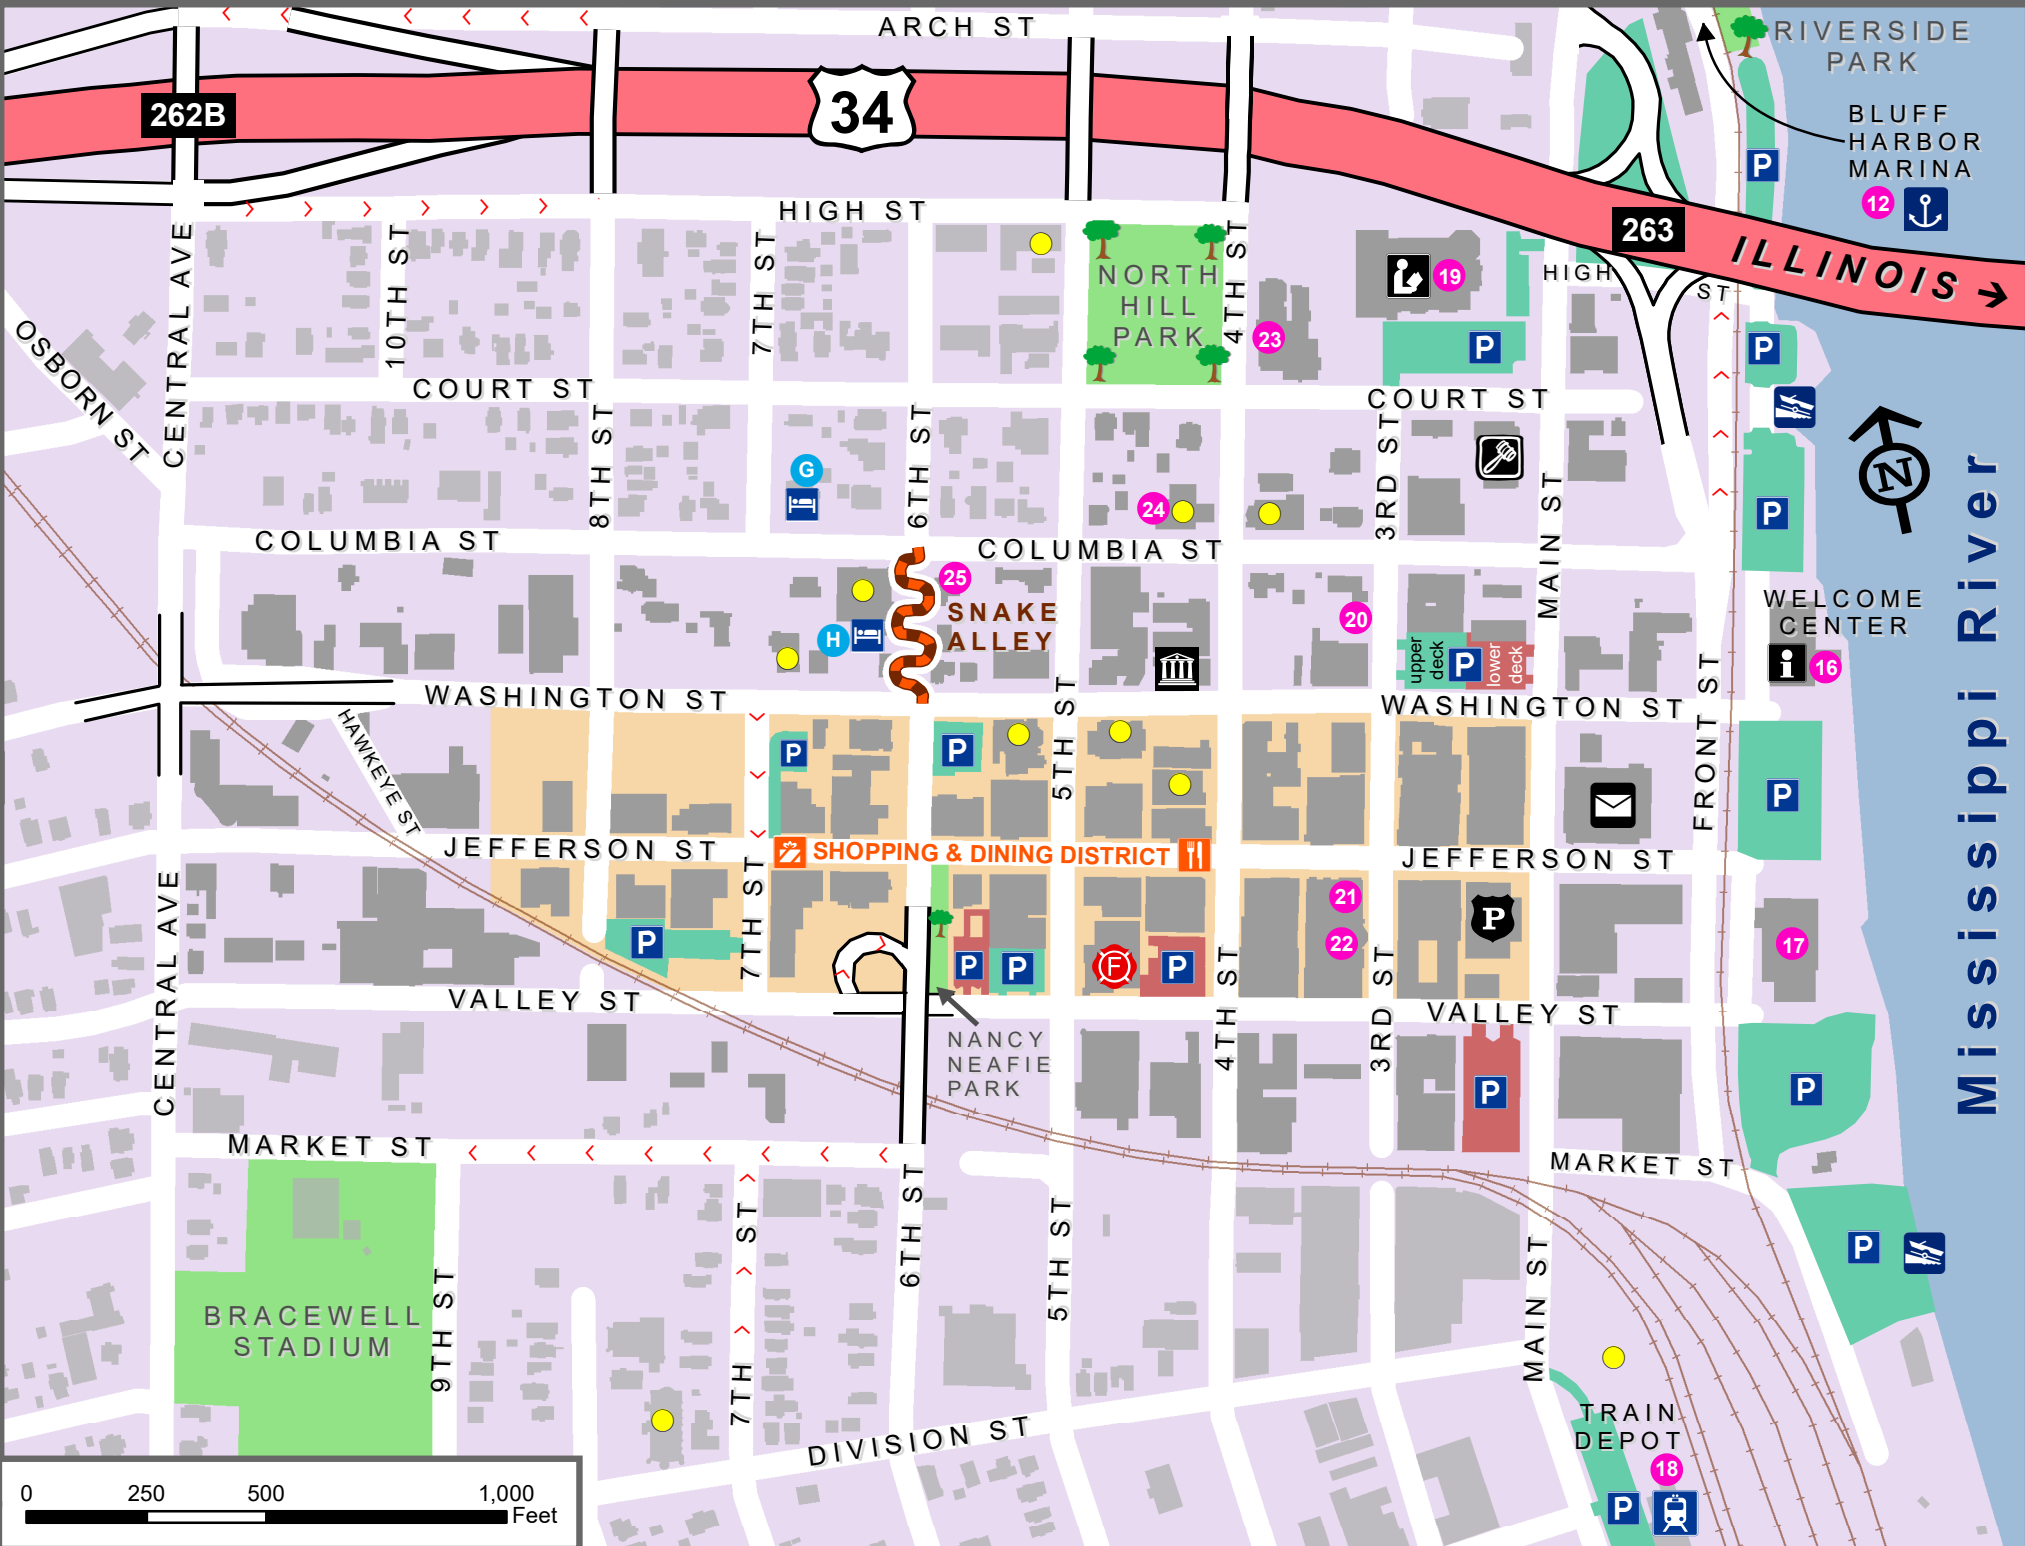 ARCH ST
RIVERSIDE
PARK
34
262B
BLUFF
HARBOR
MARINA
12
P
HIGH ST
263
ILLINOIS
CENTRAL AVE
10TH ST
7TH ST
NORTH
HILL
PARK
4TH ST
19
HIGH
ST
23
P
P
OSBORN ST
COURT ST
COURT ST
8TH ST
G
6TH ST
24
3RD ST
MAIN ST
N
P
COLUMBIA ST
COLUMBIA ST
25
SNAKE
ALLEY
H
20
upper
deck
P
lower
deck
WELCOME
CENTER
16
Mississippi River
WASHINGTON ST
5TH ST
WASHINGTON ST
FRONT ST
HAWKEYE ST
P
P
P
JEFFERSON ST
SHOPPING & DINING DISTRICT
JEFFERSON ST
CENTRAL AVE
7TH ST
21
P
22
17
P
P
P
F
P
4TH ST
3RD ST
VALLEY ST
VALLEY ST
NANCY
NEAFIE
PARK
P
P
MARKET ST
MARKET ST
6TH ST
7TH ST
5TH ST
MAIN ST
P
BRACEWELL
STADIUM
9TH ST
DIVISION ST
TRAIN
DEPOT
18
P
0 250 500 1,000
Feet